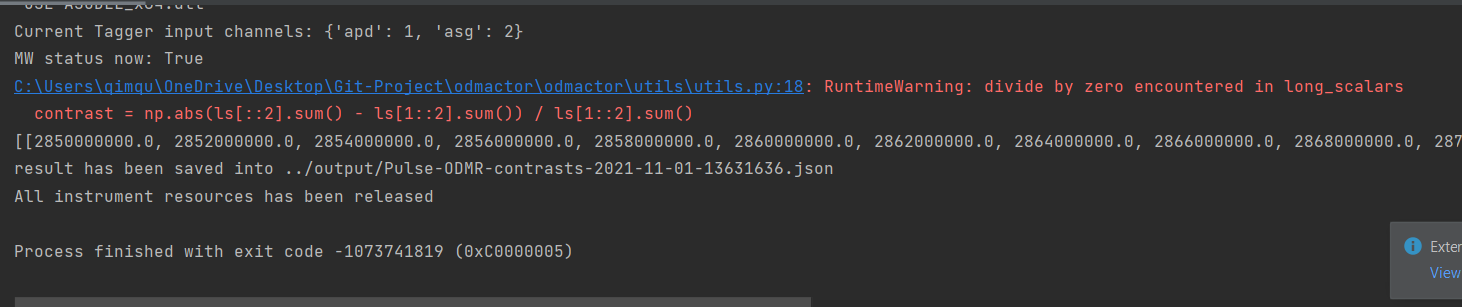 Current Tagger input channels: {'apd': 1, 'asg': 2}
MW status now: True
C:\Users\qimqu\OneDrive\Desktop\Git-Project\odmactor\odmactor\utils\utils.py:18: RuntimeWarning: divide by zero encountered in long_scalars
contrast = np.abs(ls[::2].sum() - ls[1::2].sum()) / ls[1::2].sum()
[[2850000000.0, 2852000000.0, 2854000000.0, 2856000000.0, 2858000000.0, 2860000000.0, 2862000000.0, 2864000000.0, 2866000000.0, 2868000000.0, 287
result has been saved into ../output/Pulse-ODMR-contrasts-2021-11-01-13631636.json
All instrument resources has been released
Process finished with exit code -1073741819 (0xC0000005)
Exter
View